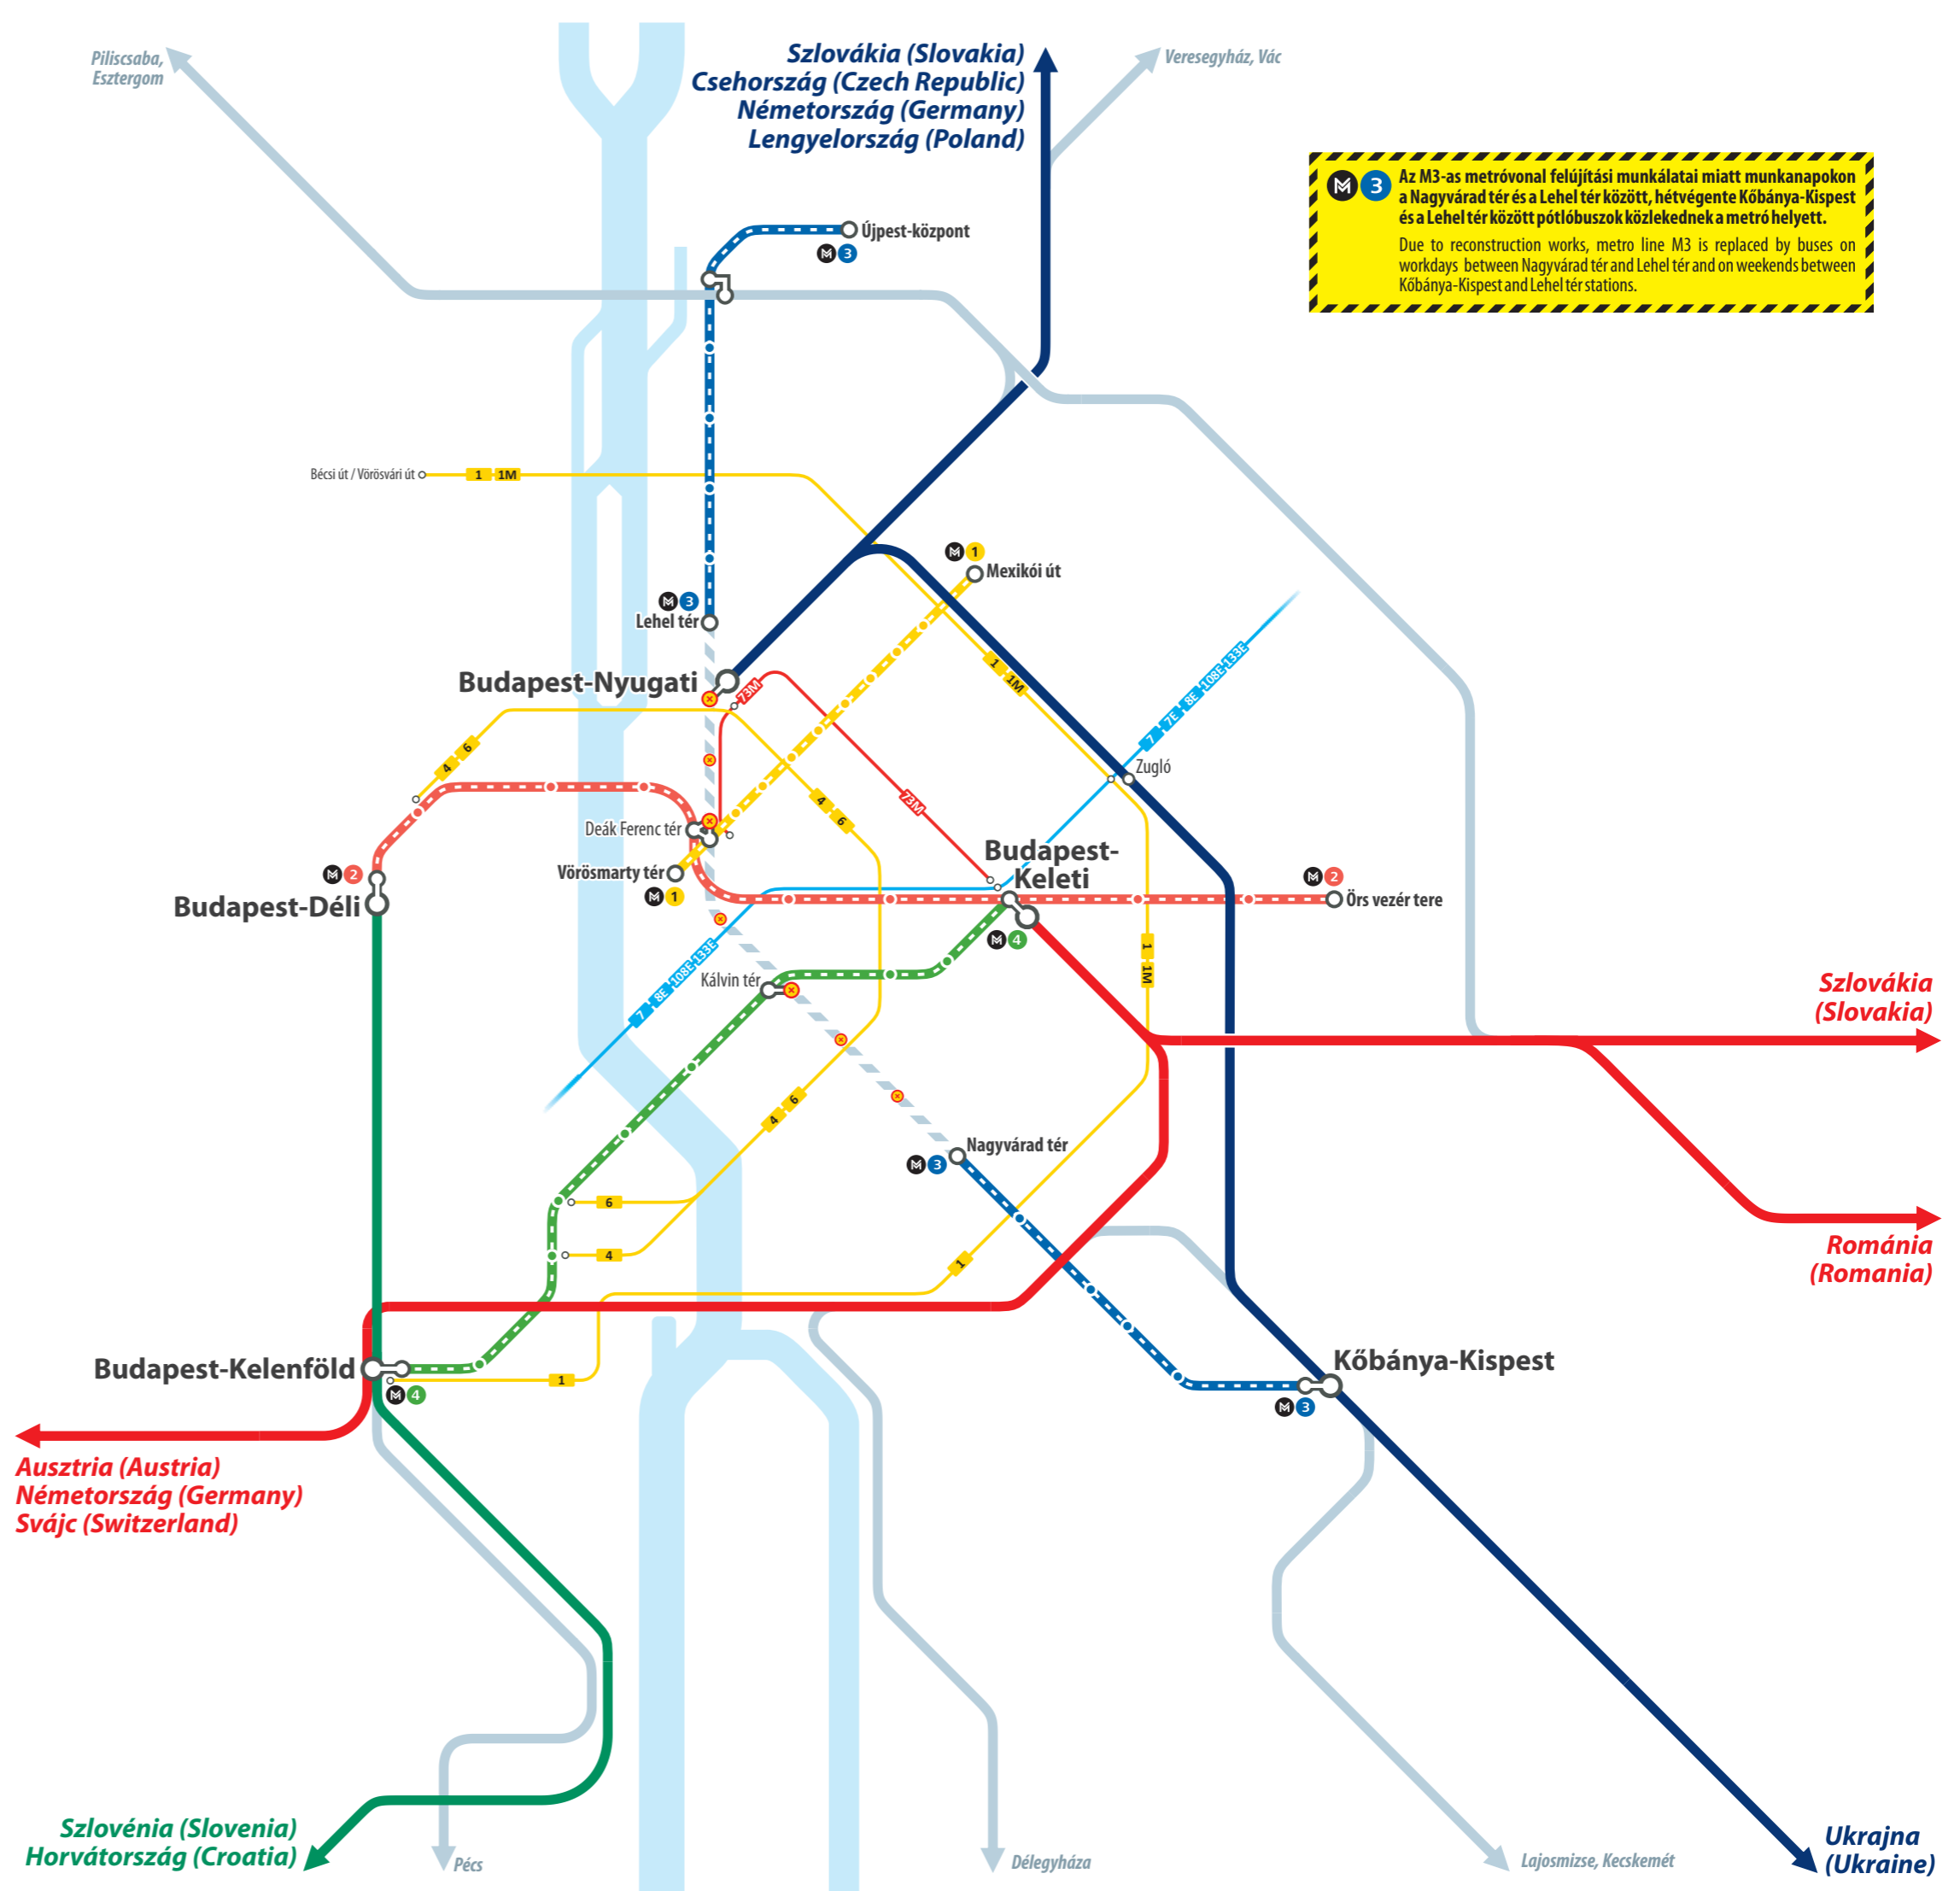 Piliscsaba,
Esztergom
Szlovákia (Slovakia)
Csehország (Czech Republic)
Németország (Germany)
Lengyelország (Poland)
Veresegyház, Vác
M 3
Az M3-as metróvonal felújítási munkálatai miatt munkanapokon
a Nagyvárad tér és a Lehel tér között, hétvégente Kőbánya-Kispest
és a Lehel tér között pótlóbuszok közlekednek a metró helyett.
Due to reconstruction works, metro line M3 is replaced by buses on
workdays between Nagyvárad tér and Lehel tér and on weekends between
Kőbánya-Kispest and Lehel tér stations.
Újpest-központ
M 3
Bécsi út / Vörösvári út
1 1M
M 1
Mexikói út
M 3
Lehel tér
Budapest-Nyugati
73M
1 1M
7 7E 8E 108E 133E
4 6
Zugló
4 6
73M
Deák Ferenc tér
Vörösmarty tér
M 1
M 2
Budapest-Déli
Budapest-
Keleti
M 2
Örs vezér tere
M 4
1 1M
7 8E 108E 133E
Kálvin tér
Szlovákia
(Slovakia)
4 6
Nagyvárad tér
M 3
6
4
1
Románia
(Romania)
Budapest-Kelenföld
M 4
1
Kőbánya-Kispest
M 3
Ausztria (Austria)
Németország (Germany)
Svájc (Switzerland)
Szlovénia (Slovenia)
Horvátország (Croatia)
Pécs
Délegyháza
Lajosmizse, Kecskemét
Ukrajna
(Ukraine)